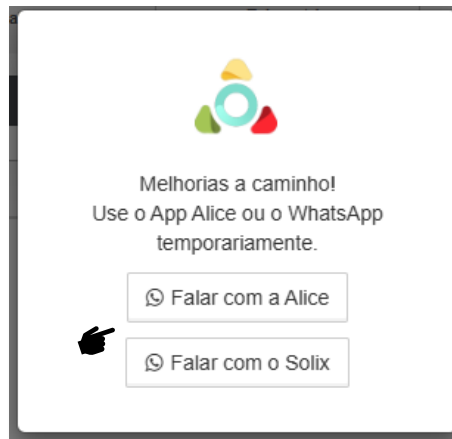 Melhorias a caminho!
Use o App Alice ou o WhatsApp
temporariamente.
Falar com a Alice
Falar com o Solix